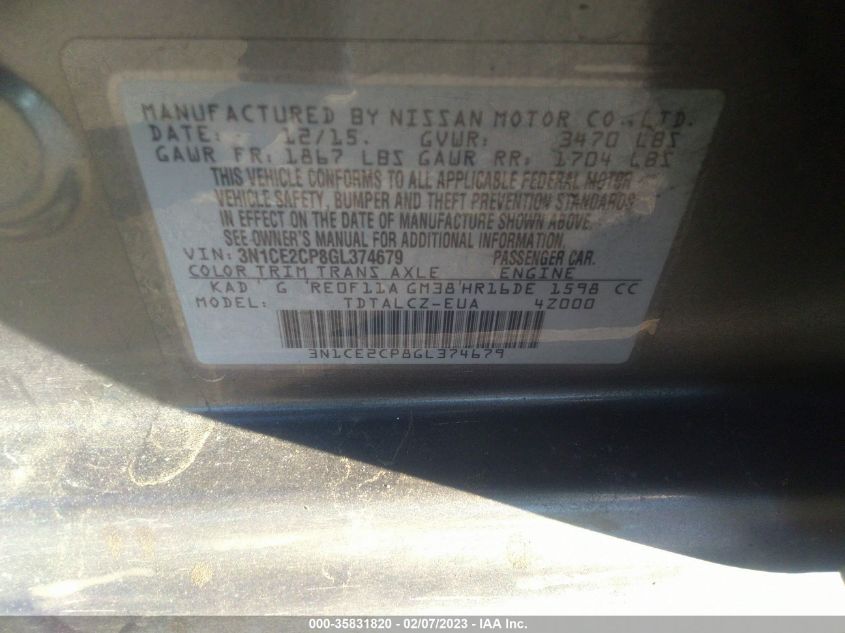 MANUFACTURED BY NISSAN MOTOR CO., LTD.
DATE: 12/15. GVWR: 3470 LBS
GAWR FR: 1867 LBS GAWR RR: 1704 LBS
THIS VEHICLE CONFORMS TO ALL APPLICABLE FEDERAL MOTOR
VEHICLE SAFETY, BUMPER AND THEFT PREVENTION STANDARDS
IN EFFECT ON THE DATE OF MANUFACTURE SHOWN ABOVE.
SEE OWNER'S MANUAL FOR ADDITIONAL INFORMATION.
VIN: 3N1CE2CP8GL374679 PASSENGER CAR.
COLOR TRIM TRANS AXLE ENGINE
KAD G RE0F11A GM38 HR16DE 1598 CC
MODEL: TDTALCZ-EUA 4Z000
3N1CE2CP8GL374679
000-35831820 - 02/07/2023 - IAA Inc.